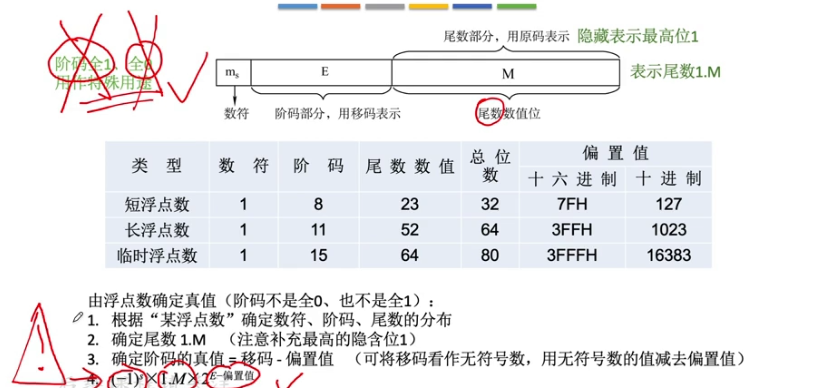 尾数部分，用原码表示 隐藏表示最高位1
阶码全1、全0
用作特殊用途
mₛ E M 表示尾数1.M
数符 阶码部分，用移码表示 尾数数值位
类 型 数 符 阶 码 尾数数值 总位数 偏置值
十六进制 十进制
短浮点数 1 8 23 32 7FH 127
长浮点数 1 11 52 64 3FFH 1023
临时浮点数 1 15 64 80 3FFFH 16383
由浮点数确定真值（阶码不是全0、也不是全1）：
1. 根据“某浮点数”确定数符、阶码、尾数的分布
2. 确定尾数 1.M （注意补充最高的隐含位1）
3. 确定阶码的真值 = 移码 - 偏置值 （可将移码看作无符号数，用无符号数的值减去偏置值）
4. (−1)ˢ×1.M×2^E−偏置值